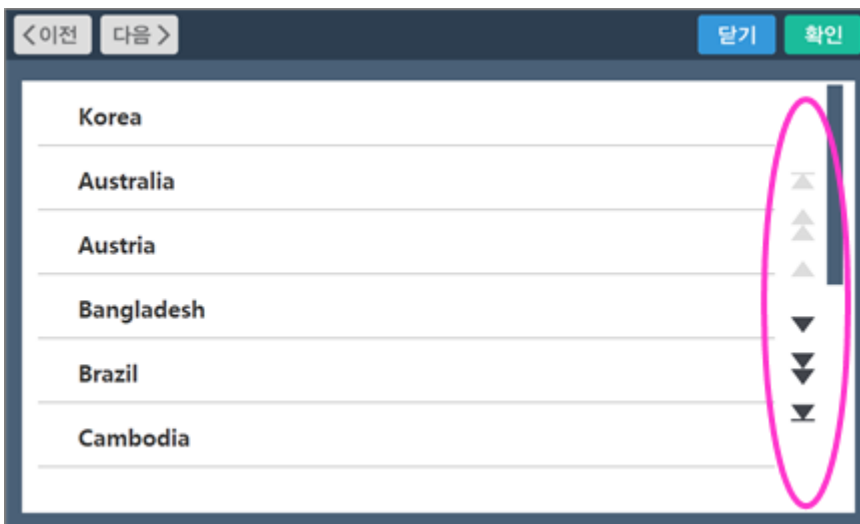 이전 다음 닫기 확인
Korea
Australia
Austria
Bangladesh
Brazil
Cambodia